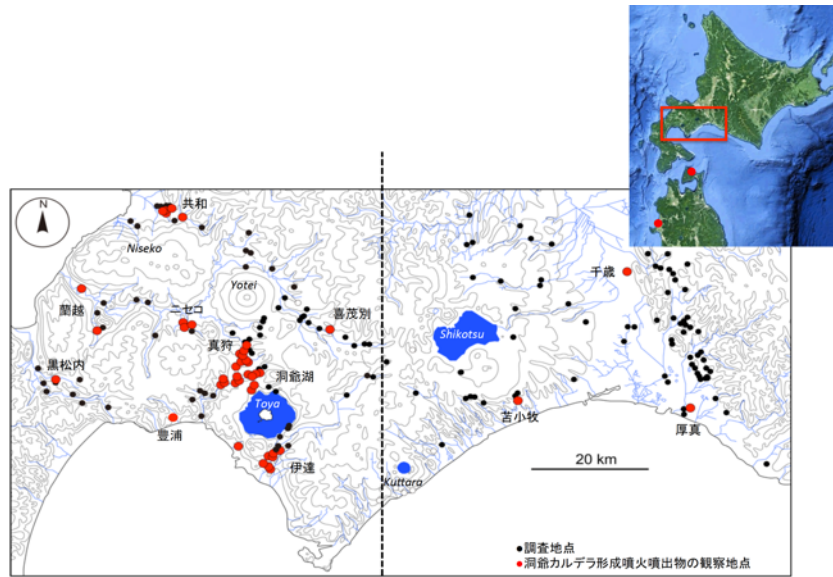 N
共和
Niseko
千歳
Yotei
蘭越
ニセコ
喜茂別
Shikotsu
真狩
黒松内
洞爺湖
Toya
苫小牧
厚真
豊浦
伊達
20 km
Kuttara
調査地点
洞爺カルデラ形成噴火噴出物の観察地点